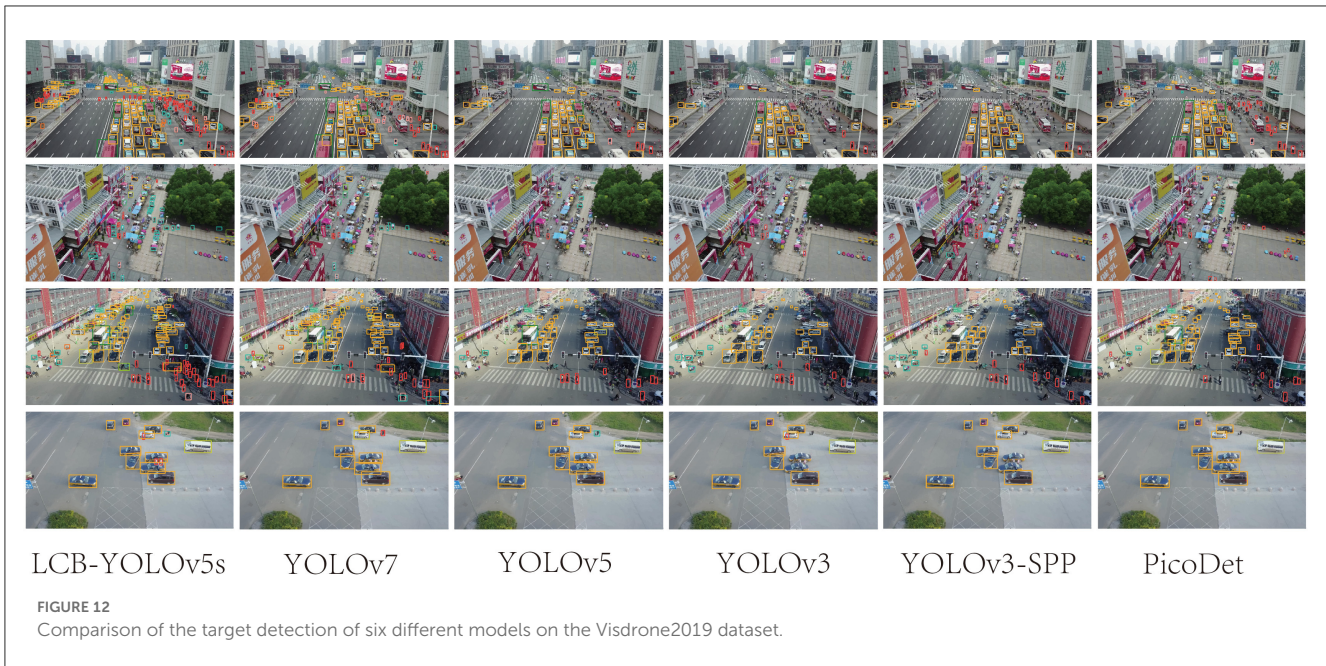 LCB-YOLOv5s
YOLOv7
YOLOv5
YOLOv3
YOLOv3-SPP
PicoDet
FIGURE 12
Comparison of the target detection of six different models on the Visdrone2019 dataset.